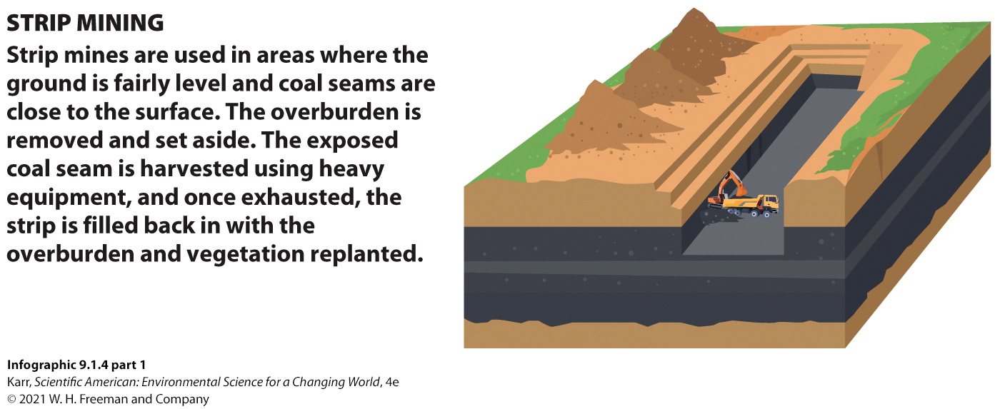 STRIP MINING
Strip mines are used in areas where the
ground is fairly level and coal seams are
close to the surface. The overburden is
removed and set aside. The exposed
coal seam is harvested using heavy
equipment, and once exhausted, the
strip is filled back in with the
overburden and vegetation replanted.
Infographic 9.1.4 part 1
Karr, Scientific American: Environmental Science for a Changing World, 4e
© 2021 W. H. Freeman and Company